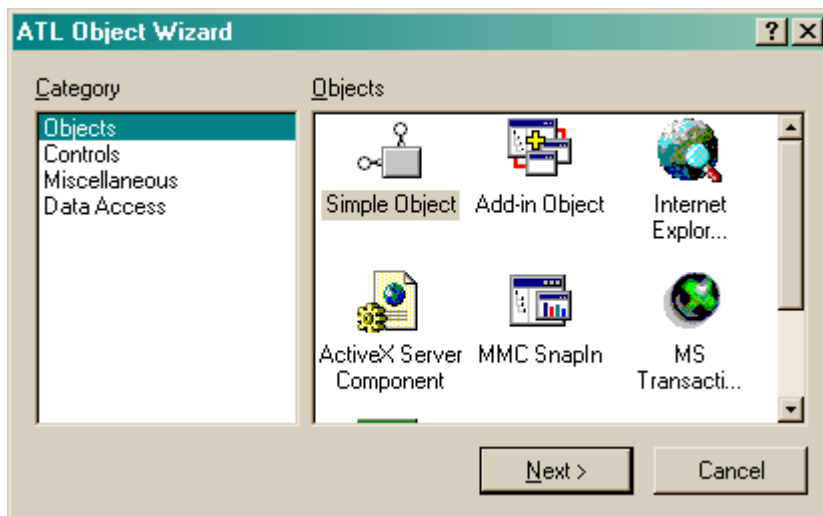 ATL Object Wizard
Category
Objects
Objects
Controls
Miscellaneous
Data Access
Simple Object
Add-in Object
Internet
Explor...
ActiveX Server
Component
MMC SnapIn
MS
Transacti...
Next >
Cancel